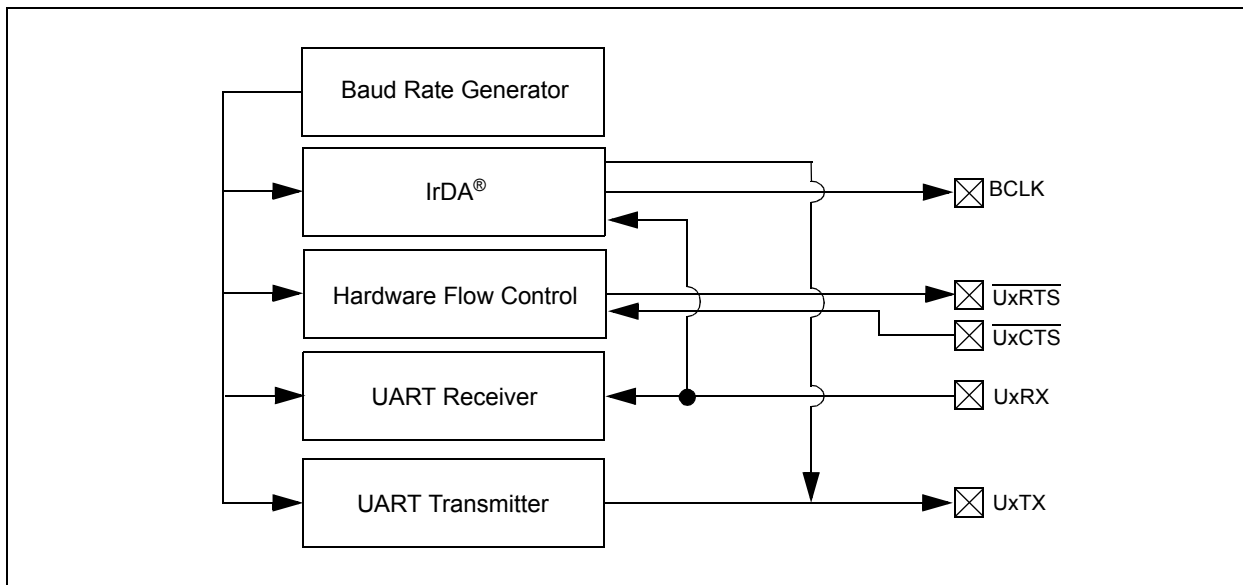 Baud Rate Generator
IrDA®
BCLK
Hardware Flow Control
UxRTS
UxCTS
UART Receiver
UxRX
UART Transmitter
UxTX